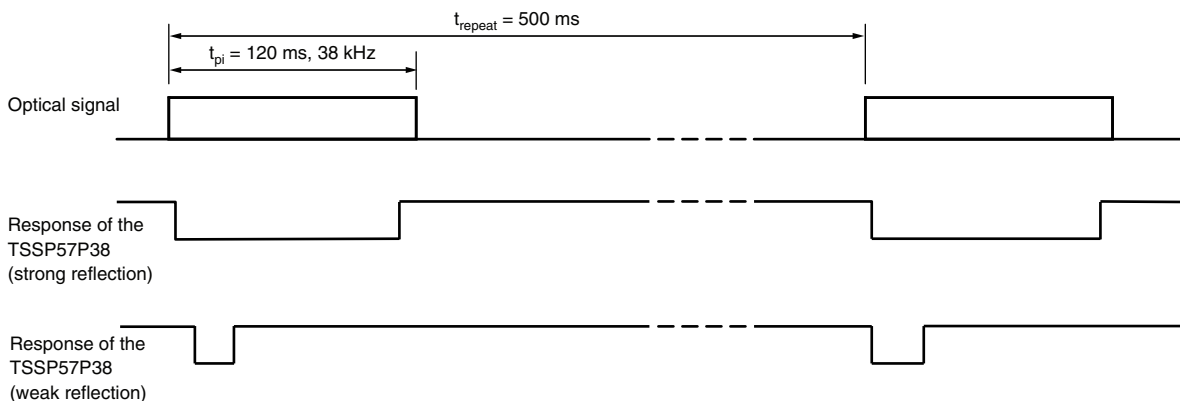 t_repeat = 500 ms
t_pi = 120 ms, 38 kHz
Optical signal
Response of the
TSSP57P38
(strong reflection)
Response of the
TSSP57P38
(weak reflection)